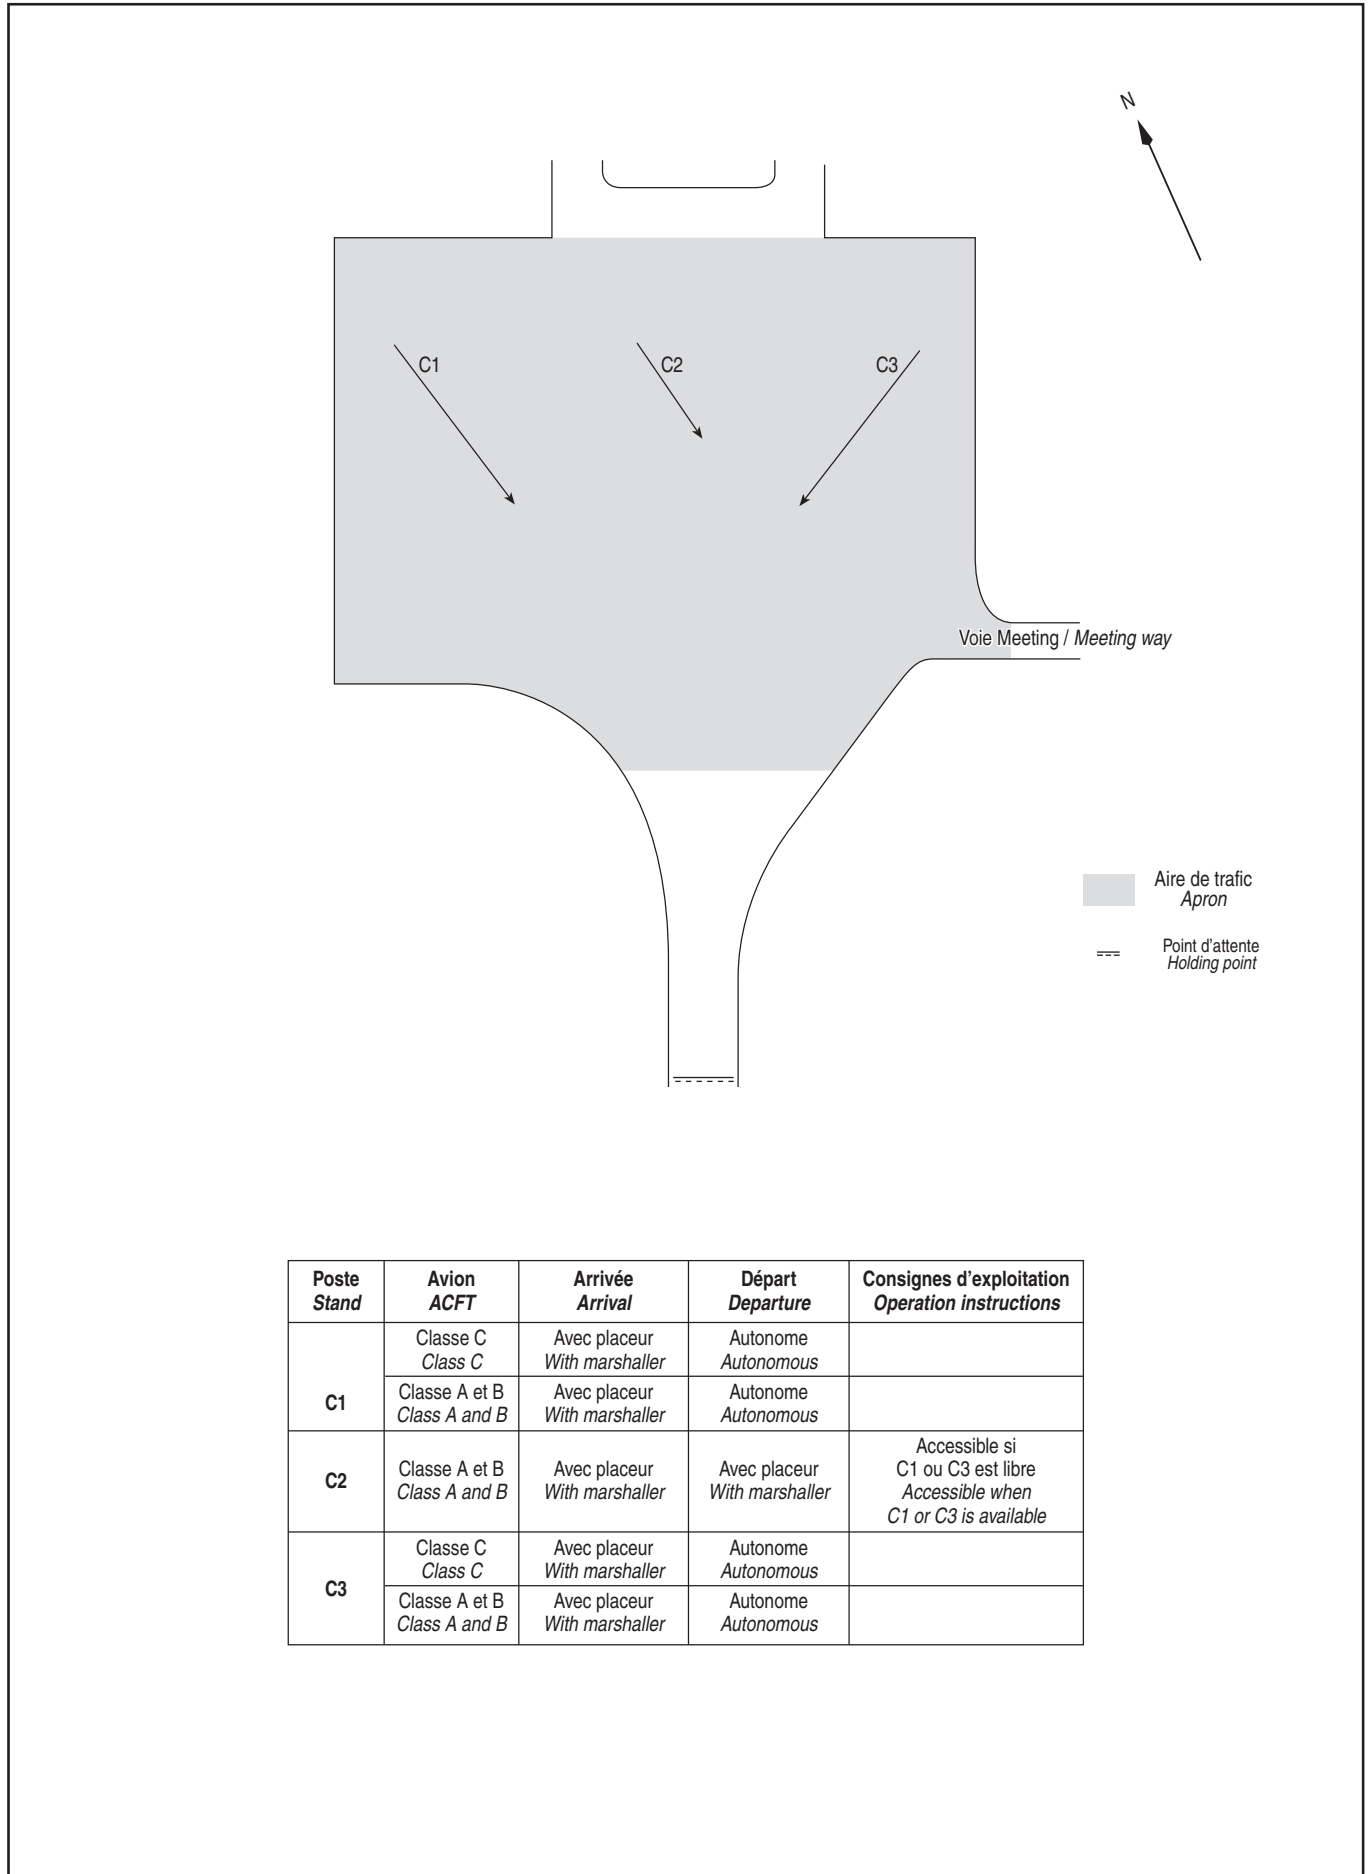 N
C1
C2
C3
Voie Meeting / Meeting way
Aire de trafic
Apron
Point d'attente
Holding point
Poste
Stand
Avion
ACFT
Arrivée
Arrival
Départ
Departure
Consignes d'exploitation
Operation instructions
C1
Classe C
Class C
Avec placeur
With marshaller
Autonome
Autonomous
Classe A et B
Class A and B
Avec placeur
With marshaller
Autonome
Autonomous
C2
Classe A et B
Class A and B
Avec placeur
With marshaller
Avec placeur
With marshaller
Accessible si
C1 ou C3 est libre
Accessible when
C1 or C3 is available
C3
Classe C
Class C
Avec placeur
With marshaller
Autonome
Autonomous
Classe A et B
Class A and B
Avec placeur
With marshaller
Autonome
Autonomous